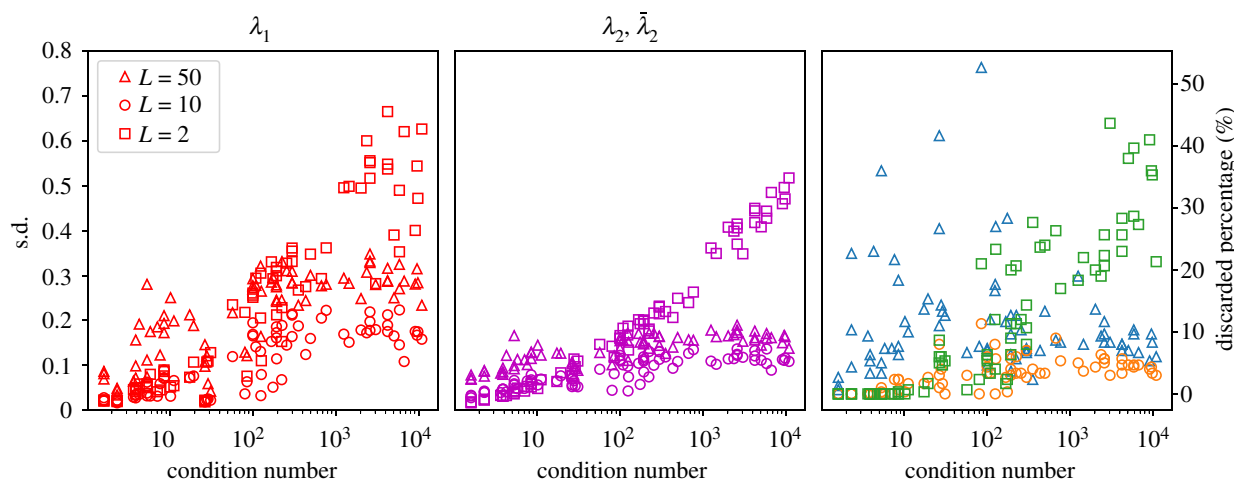 λ₁
λ₂, λ̄₂
0.8
0.7
0.6
0.5
0.4
0.3
0.2
0.1
0
s.d.
L = 50
L = 10
L = 2
10
10²
10³
10⁴
condition number
10
10²
10³
10⁴
condition number
10
10²
10³
10⁴
condition number
50
40
30
20
10
0
discarded percentage (%)